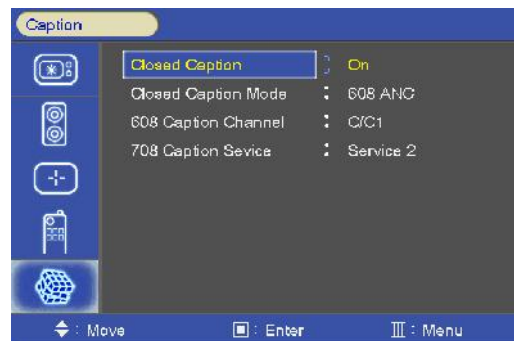 Caption
Closed Caption : On
Closed Caption Mode : 608 ANC
608 Caption Channel : C/C1
708 Caption Sevice : Service 2
: Move : Enter : Menu